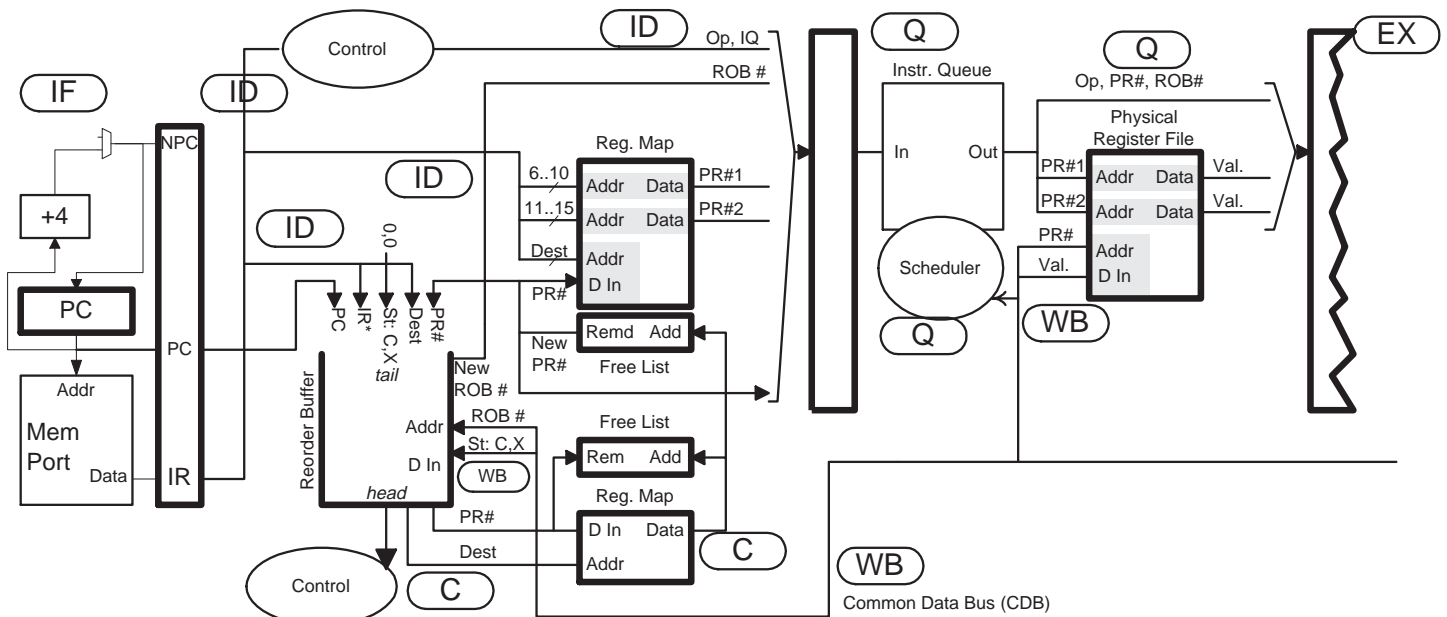 ID
Q
EX
Control
Op, IQ
ROB #
Q
IF
ID
Instr. Queue
Op, PR#, ROB#
Physical
Register File
NPC
Reg. Map
In
Out
ID
6..10
Addr
Data
PR#1
PR#1
Addr
Data
Val.
+4
11..15
Addr
Data
PR#2
PR#2
Addr
Data
Val.
ID
0,0
Dest
Addr
D In
PR#
Scheduler
PR#
Addr
Val.
D In
PC
PC
IR*
St: C,X
Dest
PR#
tail
Q
WB
PC
New
PR#
Remd
Add
Free List
New
ROB #
Addr
Mem
Port
Data
IR
Reorder Buffer
Addr
ROB #
D In
St: C,X
WB
Free List
Rem
Add
head
PR#
Reg. Map
D In
Data
Addr
C
Dest
Control
C
WB
Common Data Bus (CDB)